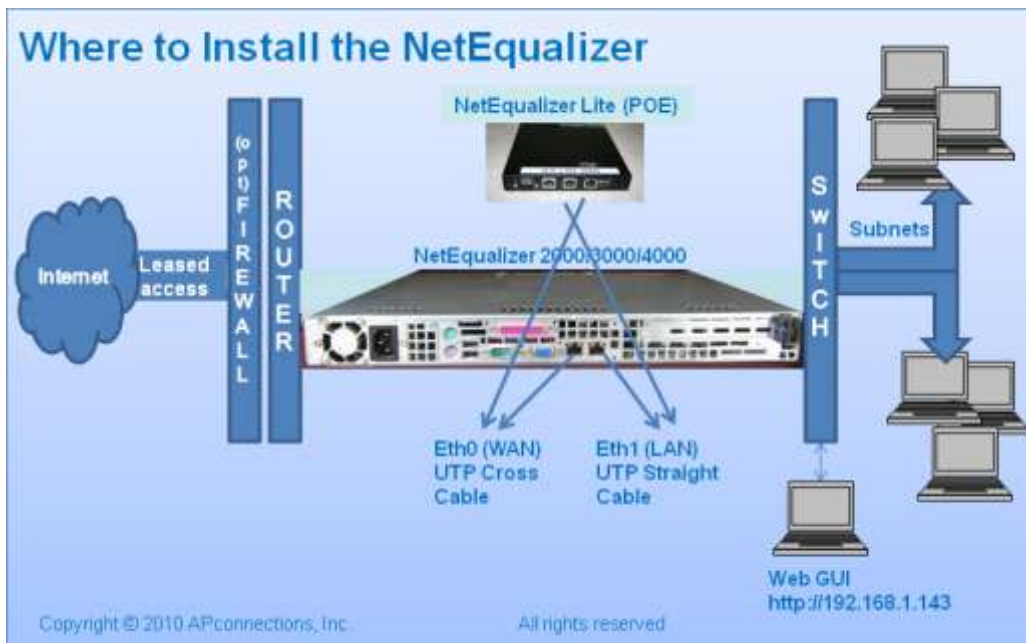 Where to Install the NetEqualizer
NetEqualizer Lite (POE)
(opt)FIREWALL
ROUTER
SWITCH
Internet
Leased
access
NetEqualizer 2000/3000/4000
Subnets
Eth0 (WAN)
UTP Cross
Cable
Eth1 (LAN)
UTP Straight
Cable
Web GUI
http://192.168.1.143
Copyright © 2010 APconnections, Inc.
All rights reserved